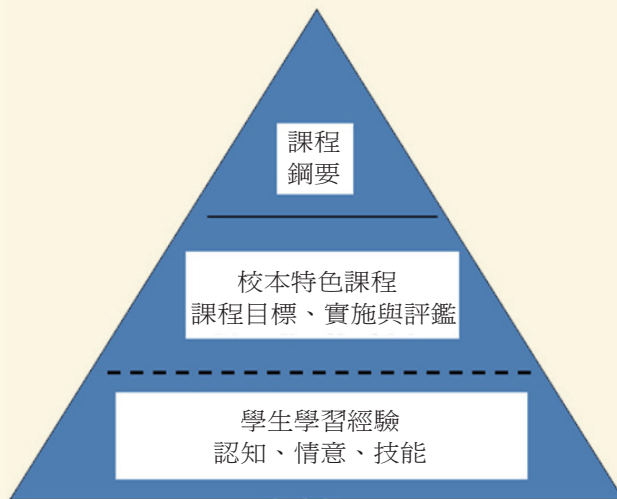 課程
鋼要
校本特色課程
課程目標、實施與評鑑
學生學習經驗
認知、情意、技能